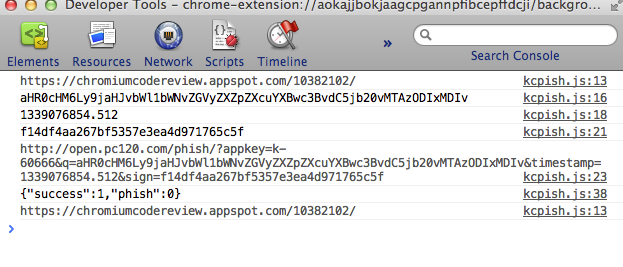 Developer Tools - chrome-extension://aokajjbokjaagcpgannpfibcepffdcji/backgro...
Elements Resources Network Scripts Timeline Search Console
https://chromiumcodereview.appspot.com/10382102/ kcpish.js:13
aHR0cHM6Ly9jaHJvbWl1bWNvZGVyZXZpZXcuYXBwc3BvdC5jb20vMTAzODIxMDIv kcpish.js:16
1339076854.512 kcpish.js:18
f14df4aa267bf5357e3ea4d971765c5f kcpish.js:21
http://open.pc120.com/phish/?appkey=k-
60666&q=aHR0cHM6Ly9jaHJvbWl1bWNvZGVyZXZpZXcuYXBwc3BvdC5jb20vMTAzODIxMDIv&timestamp=
1339076854.512&sign=f14df4aa267bf5357e3ea4d971765c5f kcpish.js:23
{"success":1,"phish":0} kcpish.js:38
https://chromiumcodereview.appspot.com/10382102/ kcpish.js:13
>